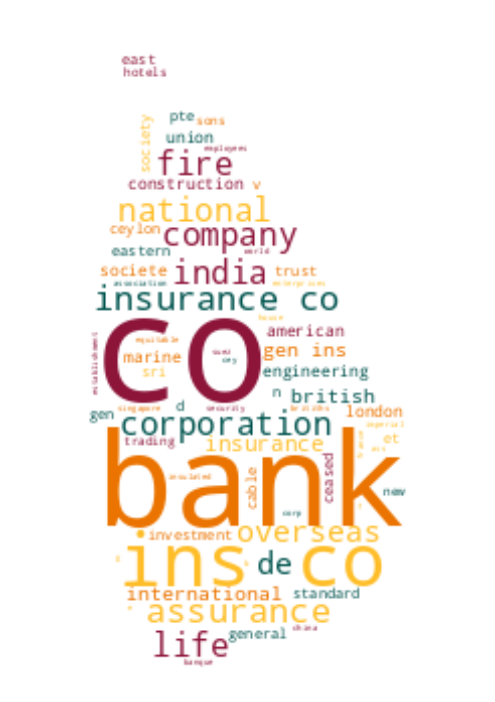 east
hotels
pte sons
society
union
employees
fire
construction v
national
ceylon company
eastern world
societe india trust
association enterprises
insurance co
house
co american
establishment
equitable
marine suez gen ins
sri cey engineering
n british
singapore d security london
gen corporation imperial
trading insurance et
bank
ceased
insulated cable
new
corp
investment overseas
ins co
de
international standard
assurance
general china
life
banque